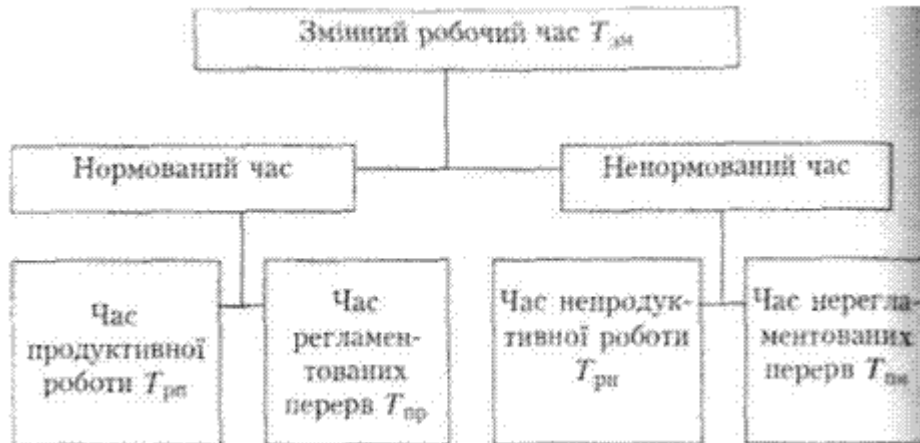 Змінний робочий час Tзм
Нормований час
Ненормований час
Час
продуктивної
роботи Tрп
Час
регламен-
тованих
перерв Tпр
Час непродук-
тивної роботи
Tрн
Час нерегла-
ментованих
перерв Tпн